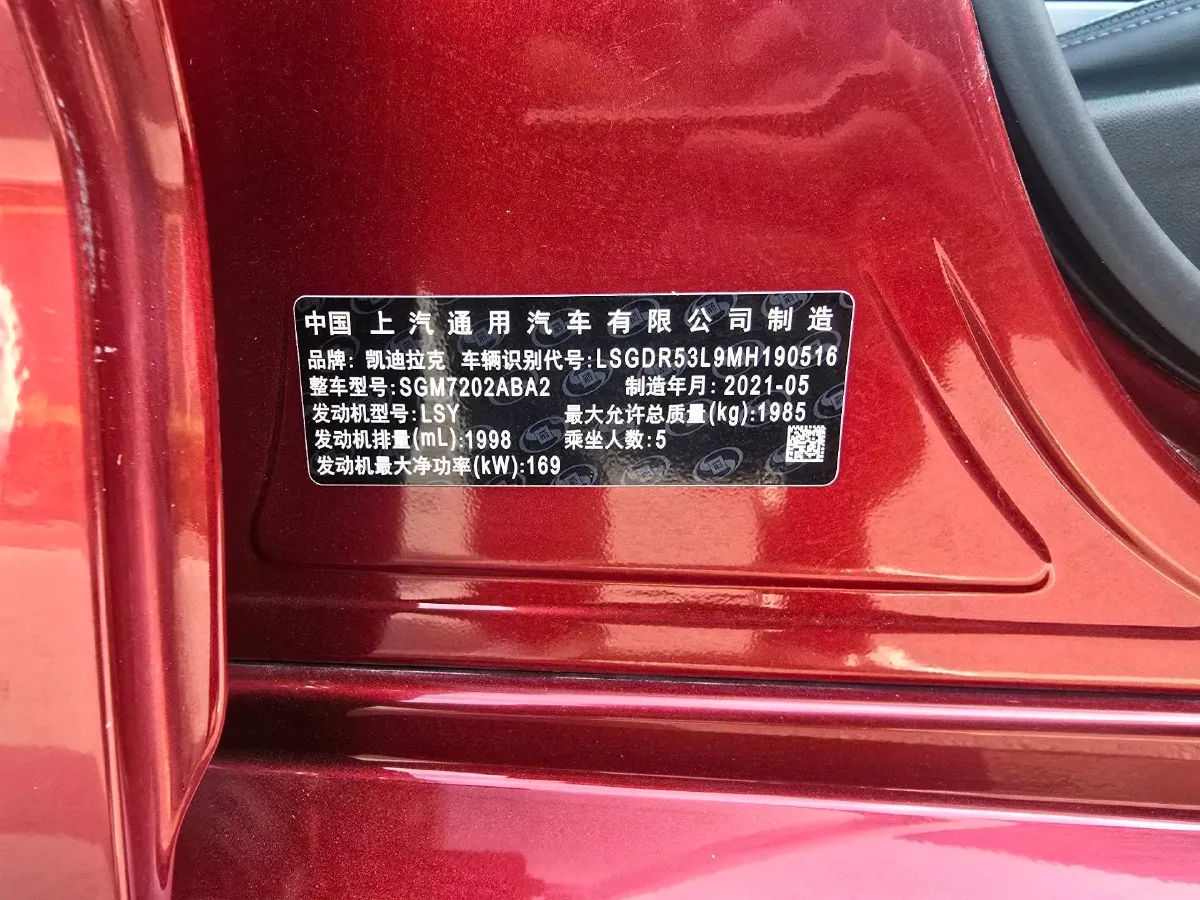 中国 上汽通用汽车有限公司制造
品牌: 凯迪拉克 车辆识别代号:LSGDR53L9MH190516
整车型号:SGM7202ABA2 制造年月: 2021-05
发动机型号:LSY 最大允许总质量(kg):1985
发动机排量(mL):1998 乘坐人数:5
发动机最大净功率(kW):169